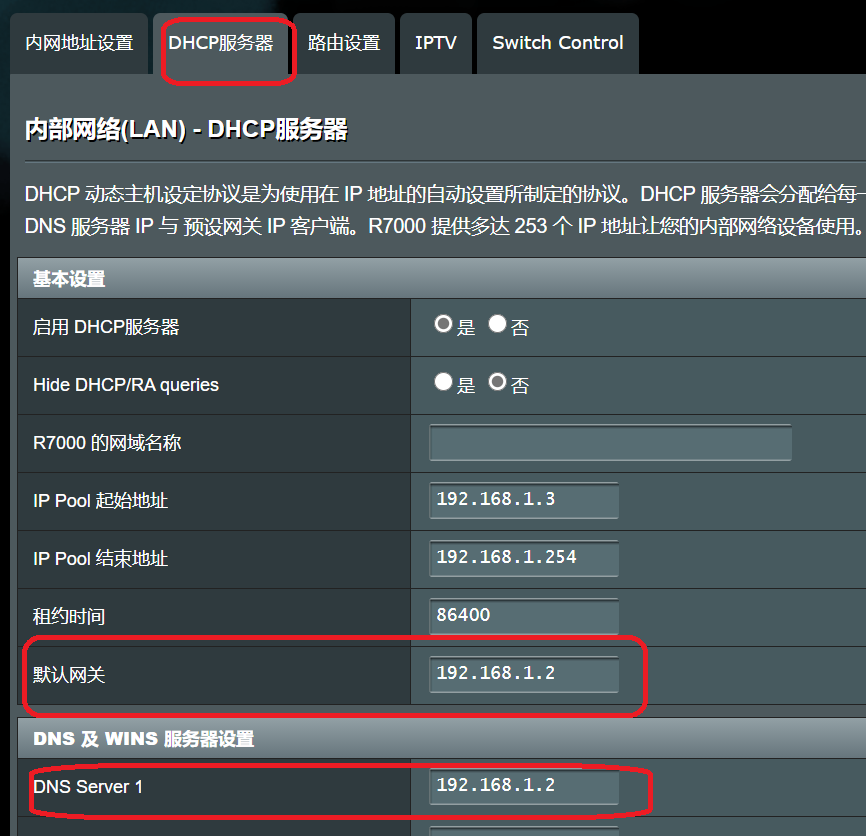 内网地址设置 DHCP服务器 路由设置 IPTV Switch Control
内部网络(LAN) - DHCP服务器
DHCP 动态主机设定协议是为使用在 IP 地址的自动设置所制定的协议。DHCP 服务器会分配给每一
DNS 服务器 IP 与 预设网关 IP 客户端。R7000 提供多达 253 个 IP 地址让您的内部网络设备使用。
基本设置
启用 DHCP服务器 是 否
Hide DHCP/RA queries 是 否
R7000 的网域名称
IP Pool 起始地址 192.168.1.3
IP Pool 结束地址 192.168.1.254
租约时间 86400
默认网关 192.168.1.2
DNS 及 WINS 服务器设置
DNS Server 1 192.168.1.2